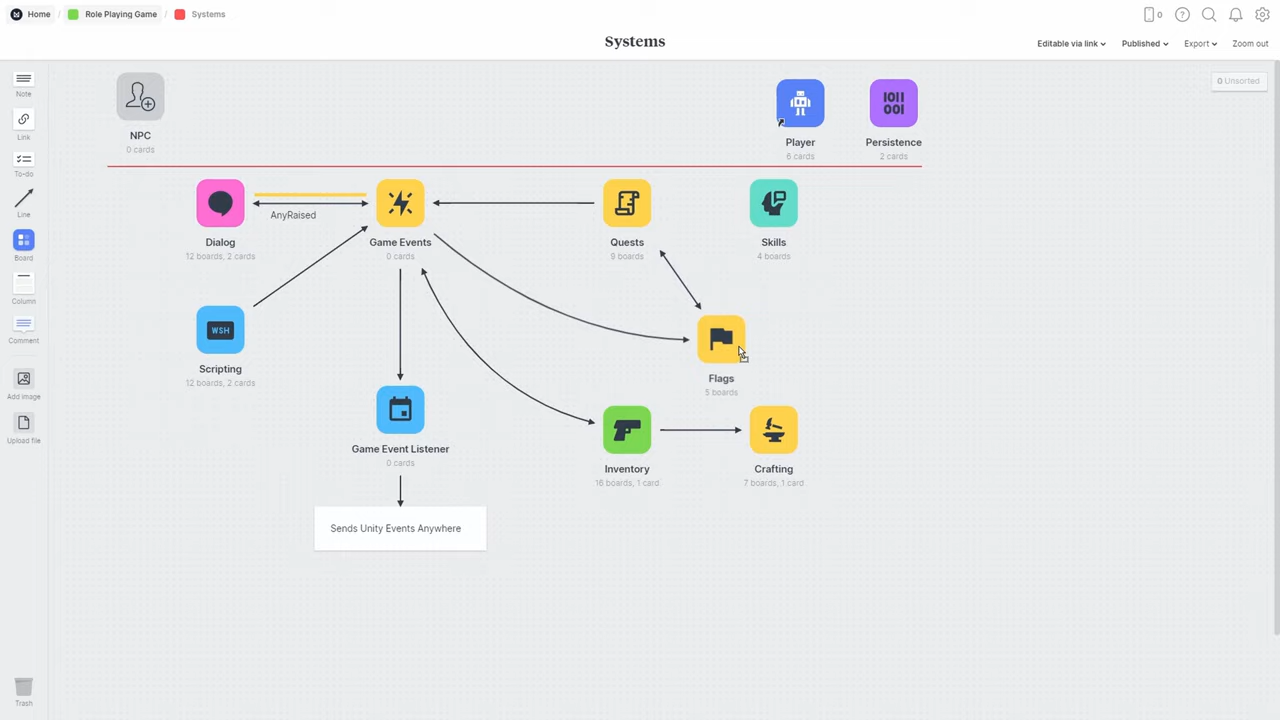 Home / Role Playing Game / Systems
0
Systems
Editable via link
Published
Export
Zoom out
0 Unsorted
Note
Link
To-do
Line
Board
Column
Comment
Add image
Upload file
Trash
NPC
0 cards
Player
6 cards
1011
001
Persistence
2 cards
Dialog
12 boards, 2 cards
AnyRaised
Game Events
0 cards
Quests
9 boards
Skills
4 boards
WSH
Scripting
12 boards, 2 cards
Flags
5 boards
Game Event Listener
0 cards
Inventory
16 boards, 1 card
Crafting
7 boards, 1 card
Sends Unity Events Anywhere